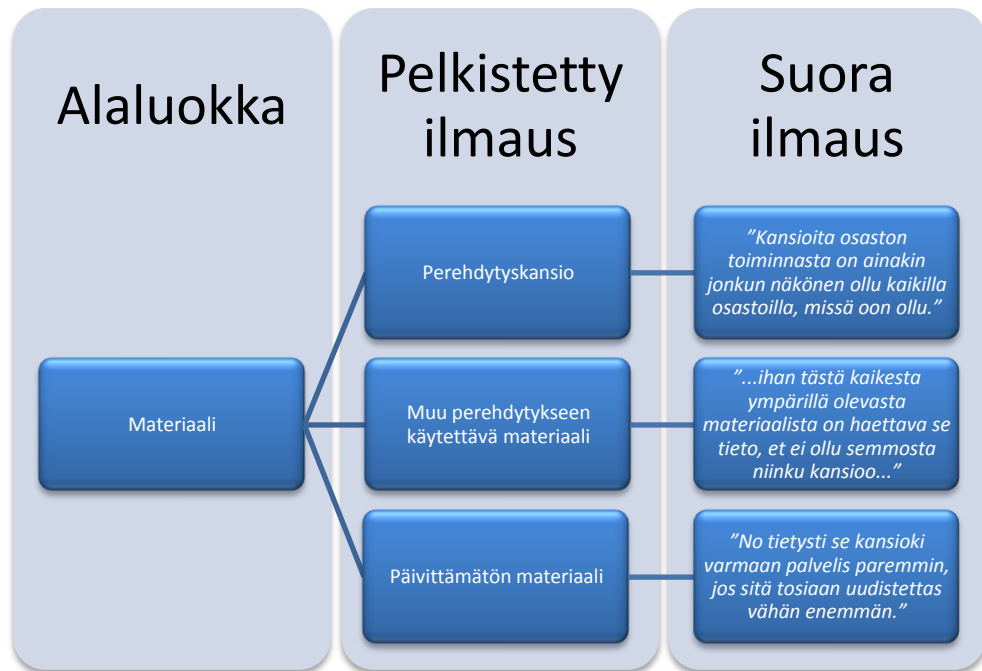 Alaluokka
Pelkistetty
ilmaus
Suora
ilmaus
Materiaali
Perehdytyskansio
”Kansioita osaston
toiminnasta on ainakin
jonkun näkönen ollu kaikilla
osastoilla, missä oon ollu.”
Muu perehdytykseen
käytettävä materiaali
”...ihan tästä kaikesta
ympärillä olevasta
materiaalista on haettava se
tieto, et ei ollu semmosta
niinku kansioo...”
Päivittämätön materiaali
”No tietysti se kansioki
varmaan palvelis paremmin,
jos sitä tosiaan uudistettas
vähän enemmän.”